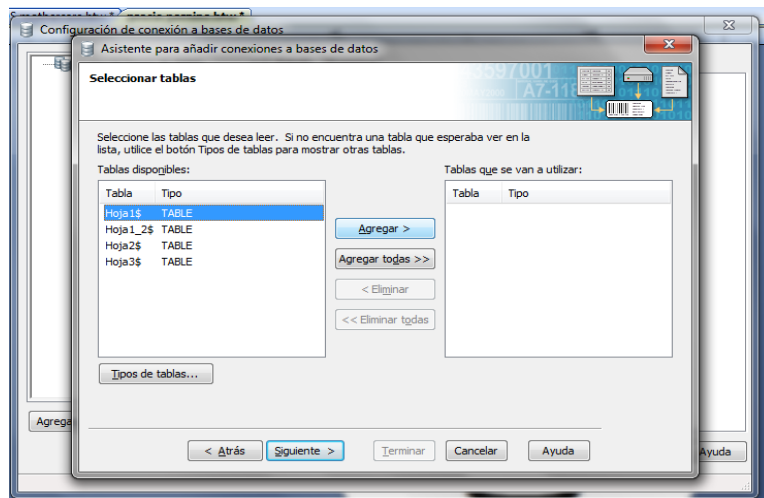 Configuración de conexión a bases de datos
Asistente para añadir conexiones a bases de datos
Seleccionar tablas
Seleccione las tablas que desea leer. Si no encuentra una tabla que esperaba ver en la
lista, utilice el botón Tipos de tablas para mostrar otras tablas.
Tablas disponibles:
Tablas que se van a utilizar:
Tabla Tipo
Tabla Tipo
Hoja1$ TABLE
Hoja1_2$ TABLE
Hoja2$ TABLE
Hoja3$ TABLE
Agregar >
Agregar todas >>
< Eliminar
<< Eliminar todas
Tipos de tablas...
< Atrás Siguiente > Terminar Cancelar Ayuda
Agrega
Ayuda